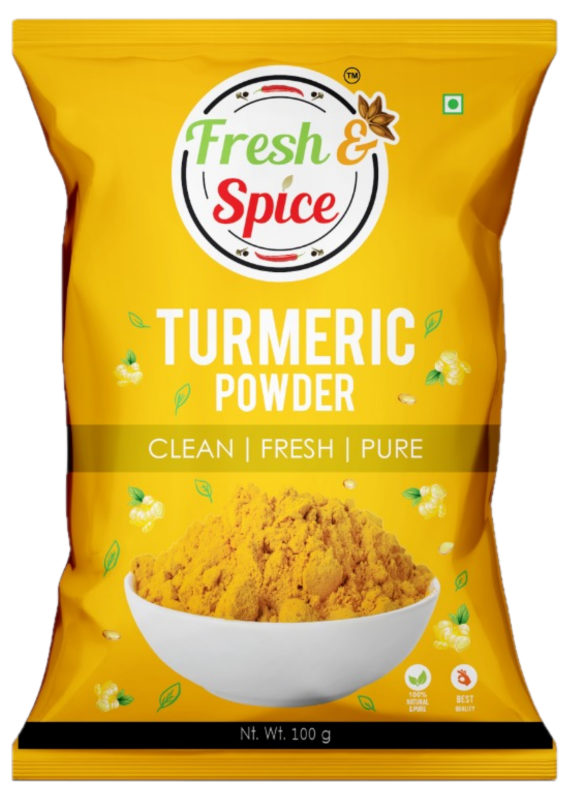 TM
Fresh &
Spice
TURMERIC
POWDER
CLEAN | FRESH | PURE
100%
NATURAL
& PURE
BEST
QUALITY
Nt. Wt. 100 g